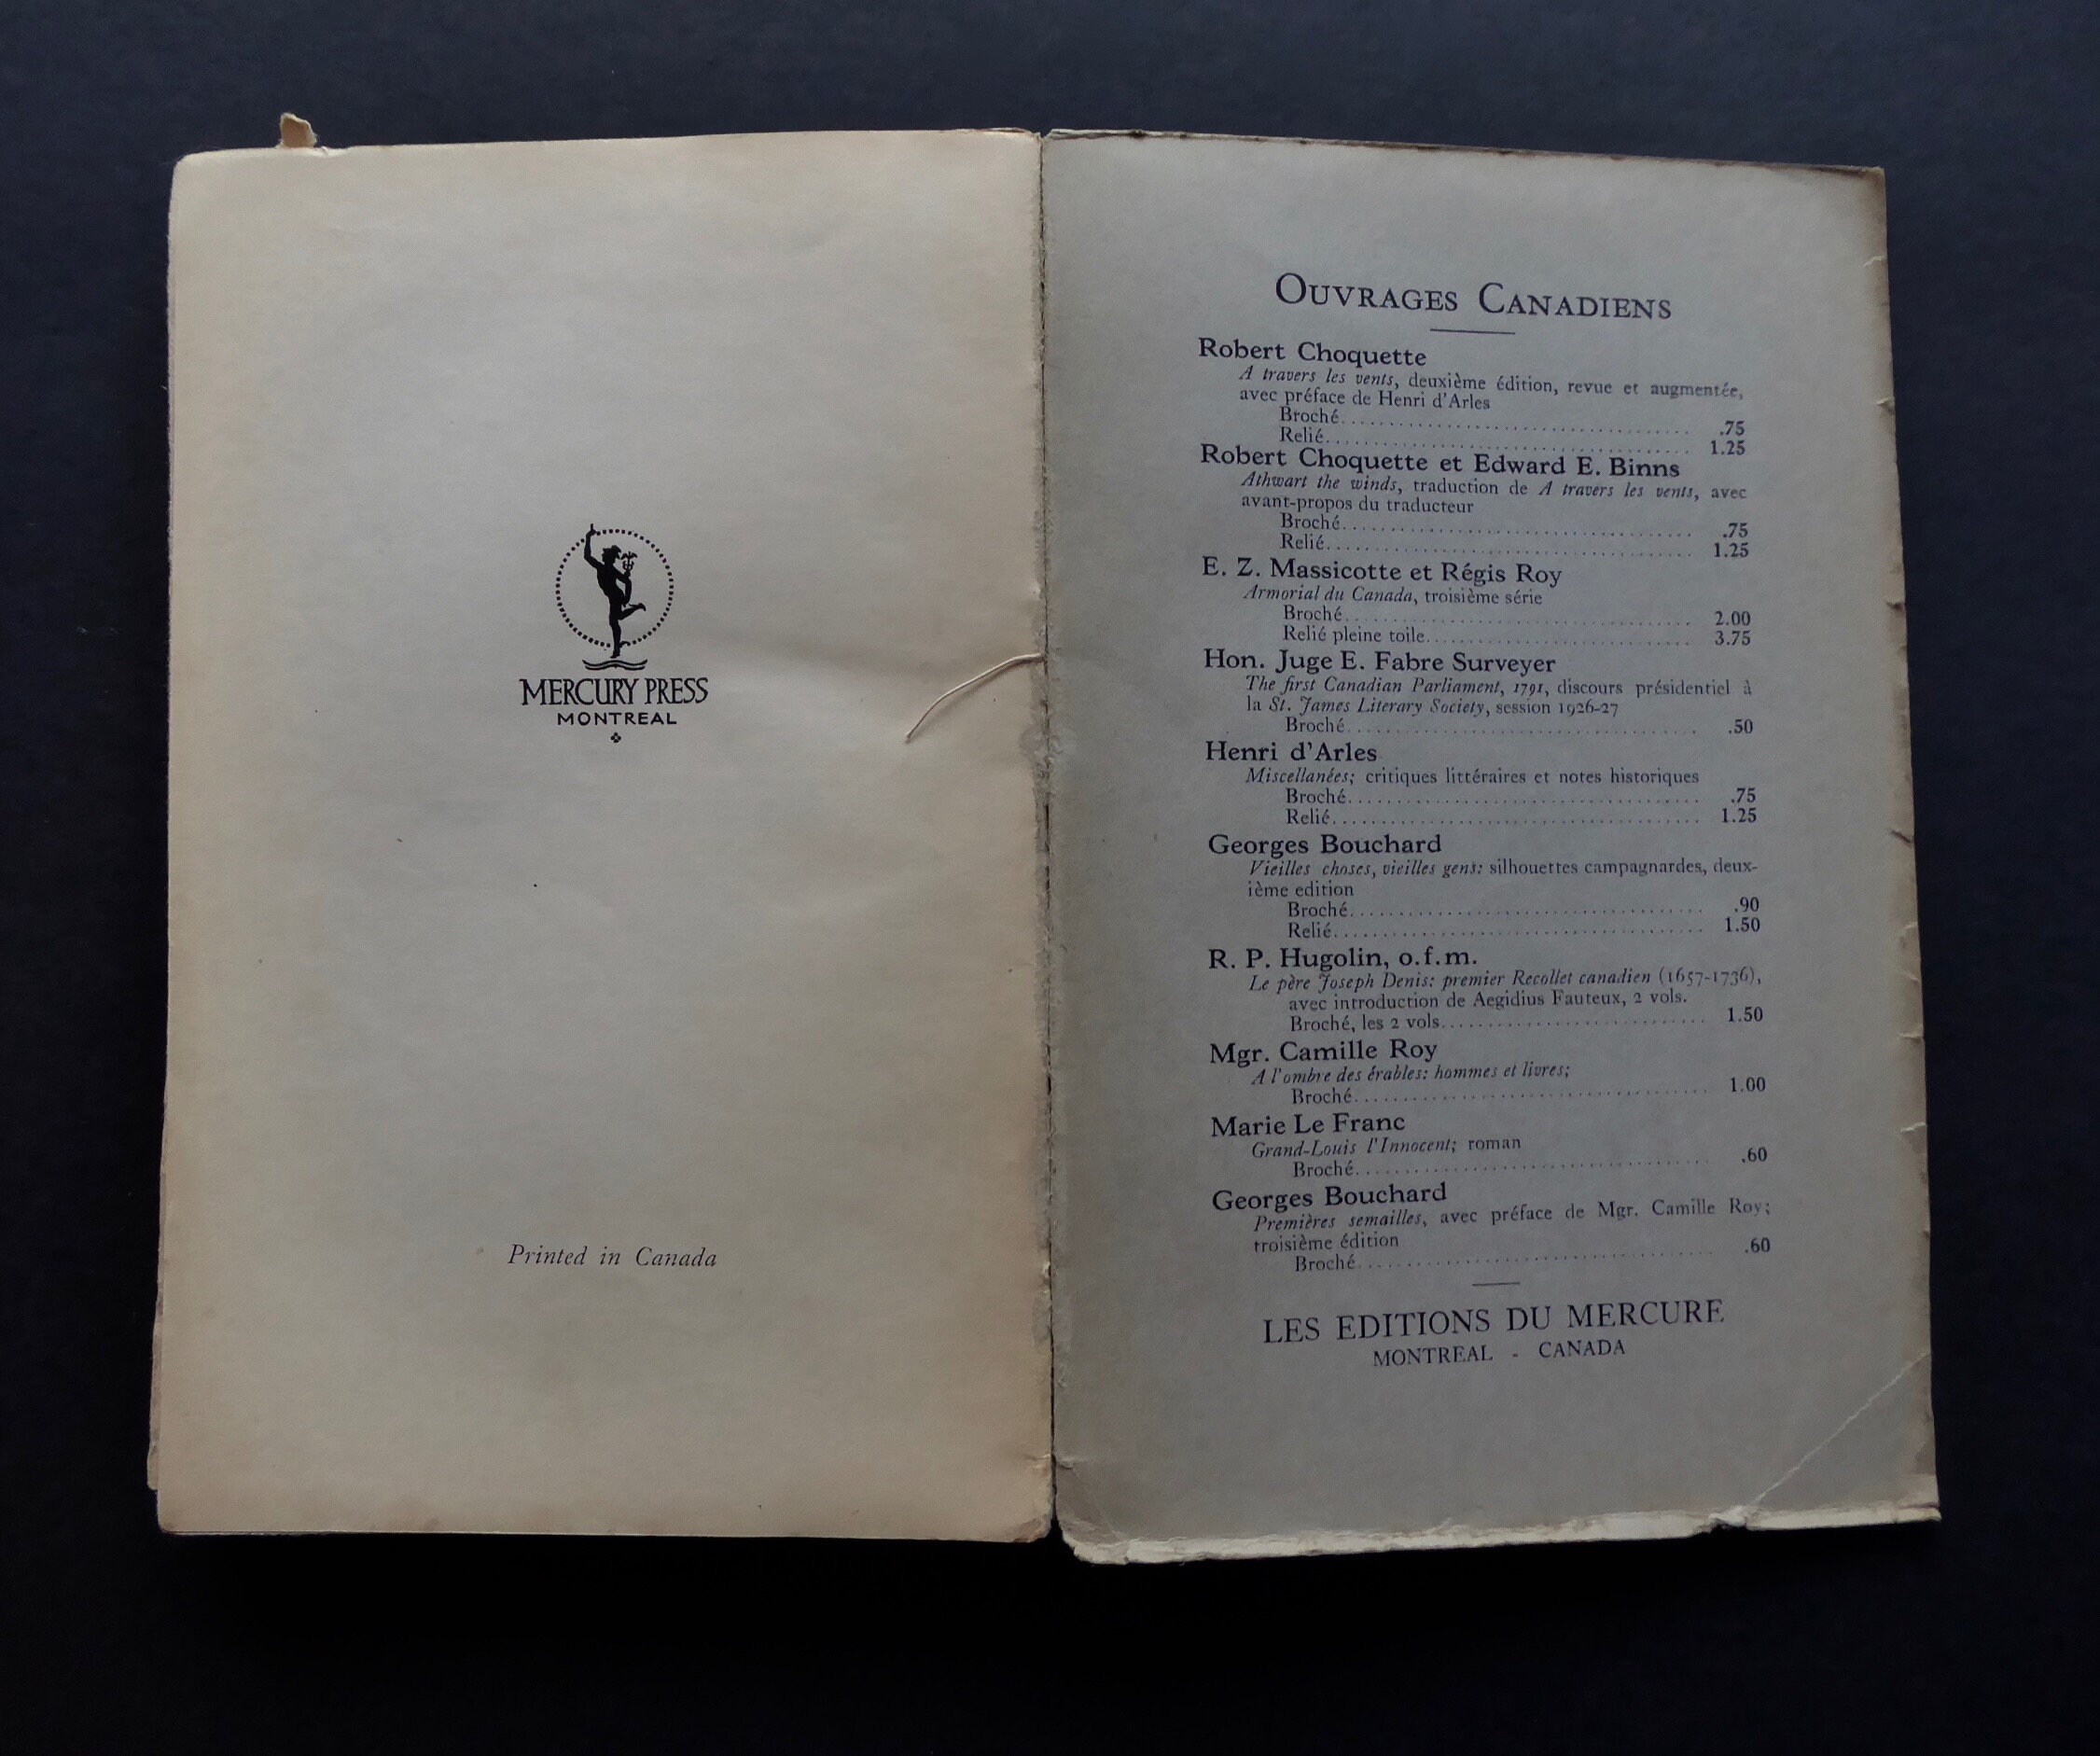 MERCURY PRESS
MONTREAL
Printed in Canada
OUVRAGES CANADIENS
Robert Choquette
A travers les vents, deuxième édition, revue et augmentée,
avec préface de Henri d'Arles
Broché........................................ .75
Relié........................................ 1.25
Robert Choquette et Edward E. Binns
Athwart the winds, traduction de A travers les vents, avec
avant-propos du traducteur
Broché........................................ .75
Relié........................................ 1.25
E. Z. Massicotte et Régis Roy
Armorial du Canada, troisième série
Broché........................................ 2.00
Relié pleine toile............................ 3.75
Hon. Juge E. Fabre Surveyer
The first Canadian Parliament, 1791, discours présidentiel à
la St. James Literary Society, session 1926-27
Broché........................................ .50
Henri d'Arles
Miscellanées; critiques littéraires et notes historiques
Broché........................................ .75
Relié........................................ 1.25
Georges Bouchard
Vieilles choses, vieilles gens: silhouettes campagnardes, deux-
ième edition
Broché........................................ .90
Relié........................................ 1.50
R. P. Hugolin, o.f.m.
Le père Joseph Denis: premier Recollet canadien (1657-1736),
avec introduction de Aegidius Fauteux, 2 vols.
Broché, les 2 vols............................ 1.50
Mgr. Camille Roy
A l'ombre des érables: hommes et livres;
Broché........................................ 1.00
Marie Le Franc
Grand-Louis l'Innocent; roman
Broché........................................ .60
Georges Bouchard
Premières semailles, avec préface de Mgr. Camille Roy;
troisième édition
Broché........................................ .60
LES EDITIONS DU MERCURE
MONTREAL - CANADA